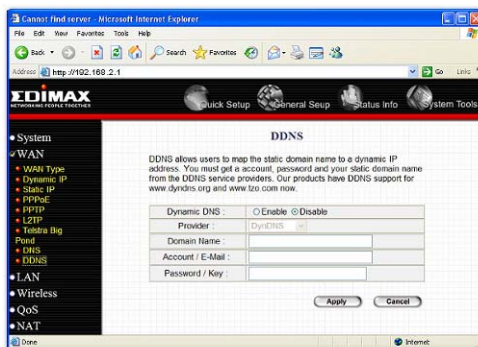 Cannot find server - Microsoft Internet Explorer
File Edit View Favorites Tools Help
Back Search Favorites
Address http://192.168.2.1 Go Links
EDIMAX
NETWORKING PEOPLE TOGETHER
Quick Setup General Seup Status Info System Tools
System
WAN
WAN Type
Dynamic IP
Static IP
PPPoE
PPTP
L2TP
Telstra Big
Pond
DNS
DDNS
LAN
Wireless
QoS
NAT
DDNS
DDNS allows users to map the static domain name to a dynamic IP
address. You must get a account, password and your static domain name
from the DDNS service providers. Our products have DDNS support for
www.dyndns.org and www.tzo.com now.
Dynamic DNS : Enable Disable
Provider : DynDNS
Domain Name :
Account / E-Mail :
Password / Key :
Apply Cancel
Done Internet